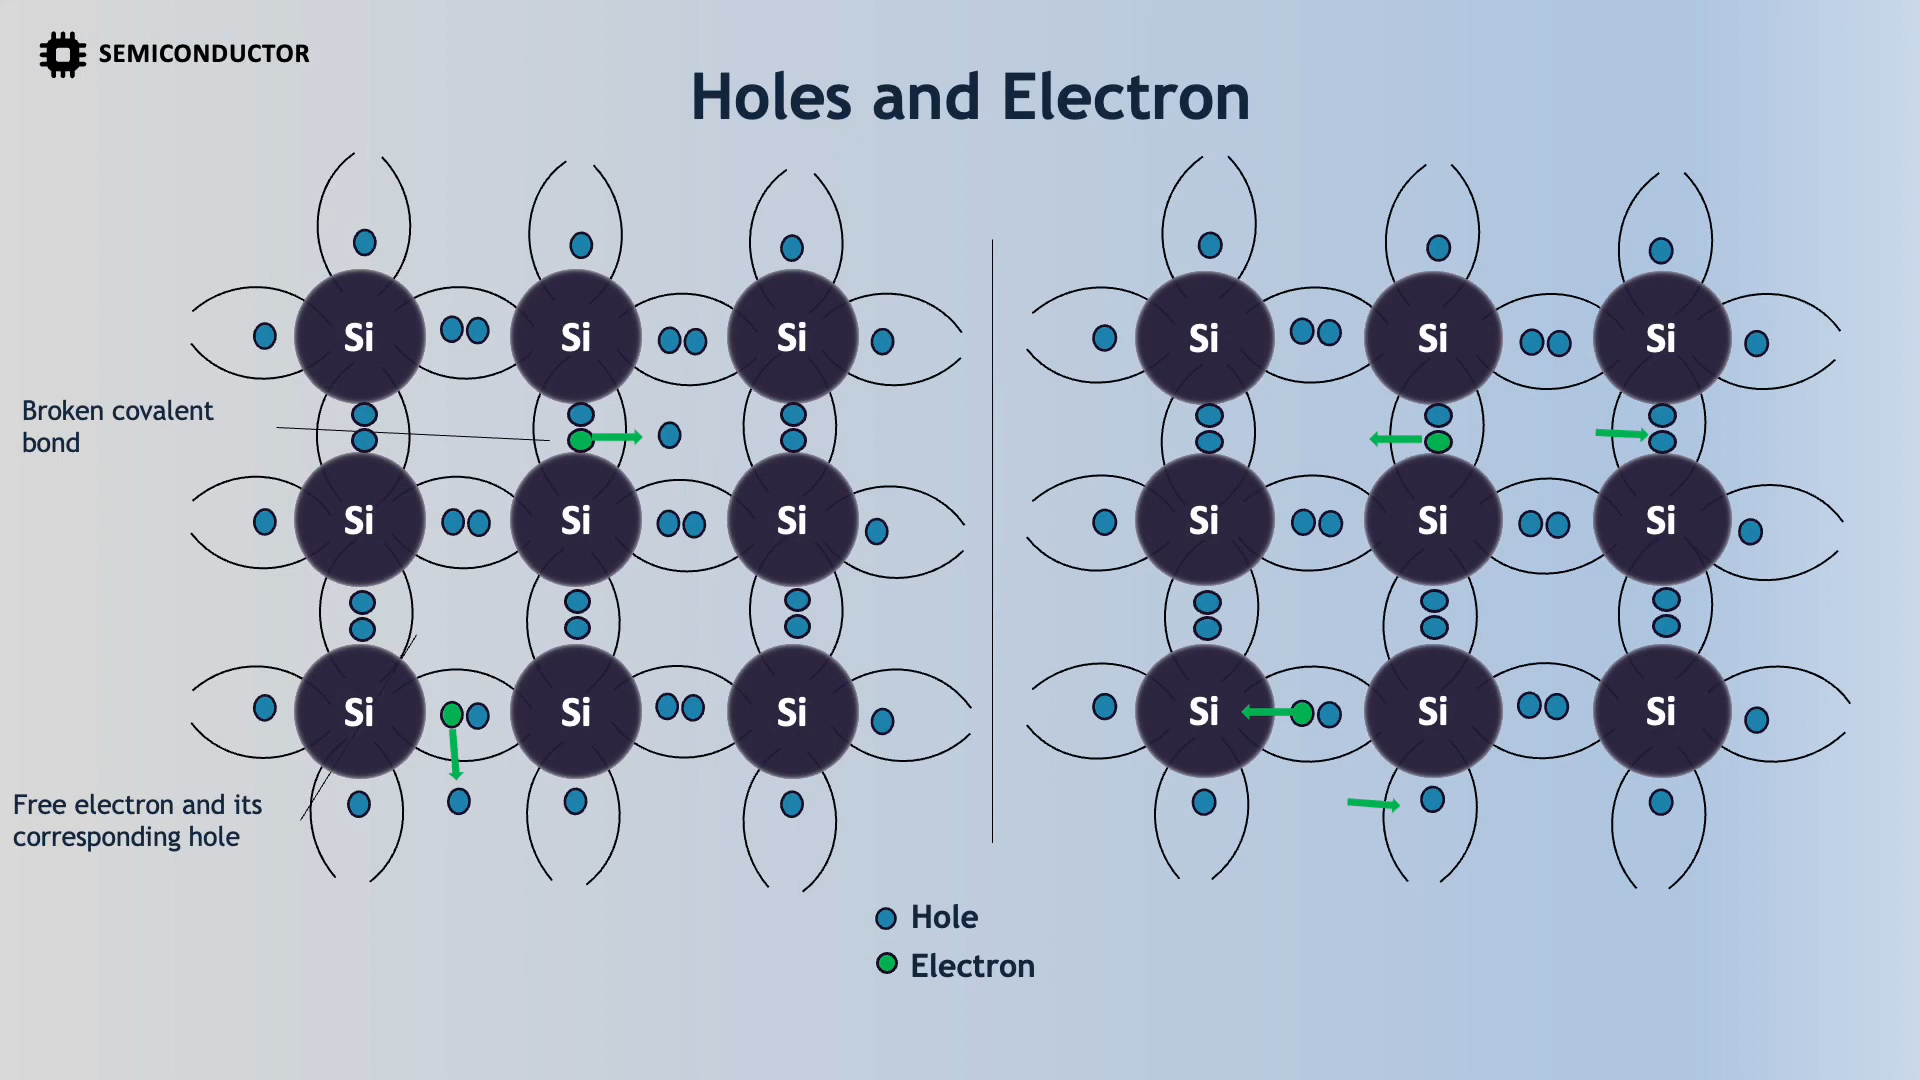 SEMICONDUCTOR
Holes and Electron
Si Si Si Si Si Si
Broken covalent
bond
Si Si Si Si Si Si
Si Si Si Si Si Si
Free electron and its
corresponding hole
Hole
Electron